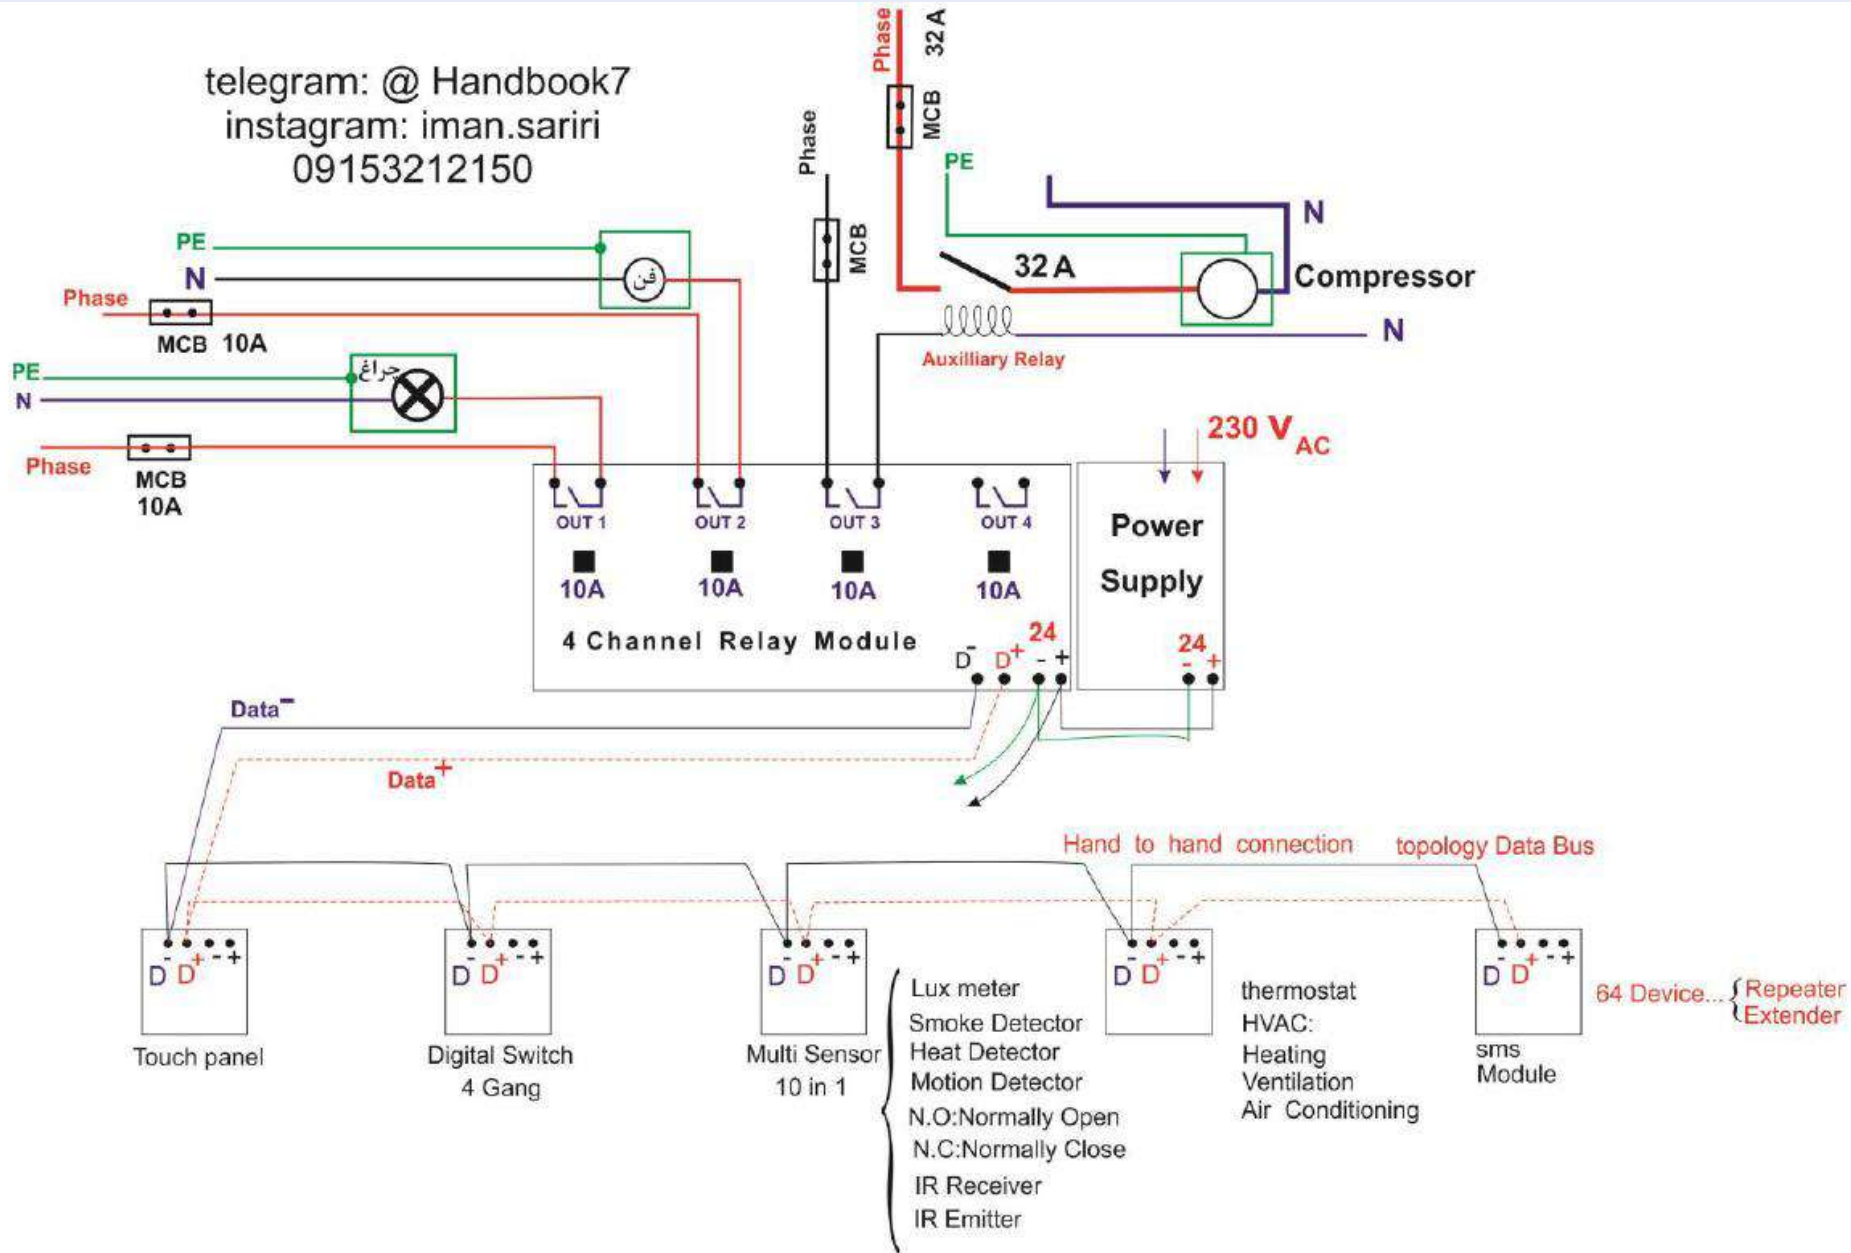 telegram: @ Handbook7
instagram: iman.sariri
09153212150
Phase
32 A
MCB
Phase
MCB
PE
N
32 A
Compressor
N
Auxilliary Relay
PE
N
فن
Phase
MCB 10A
PE
N
چراغ
Phase
MCB
10A
230 V AC
OUT 1
OUT 2
OUT 3
OUT 4
10A
10A
10A
10A
4 Channel Relay Module
D- D+ 24 - +
Power
Supply
24
- +
Data-
Data+
Hand to hand connection topology Data Bus
D- D+ - +
D- D+ - +
D- D+ - +
D- D+ - +
D- D+ - +
Touch panel
Digital Switch
4 Gang
Multi Sensor
10 in 1
Lux meter
Smoke Detector
Heat Detector
Motion Detector
N.O:Normally Open
N.C:Normally Close
IR Receiver
IR Emitter
thermostat
HVAC:
Heating
Ventilation
Air Conditioning
sms
Module
64 Device... { Repeater
Extender